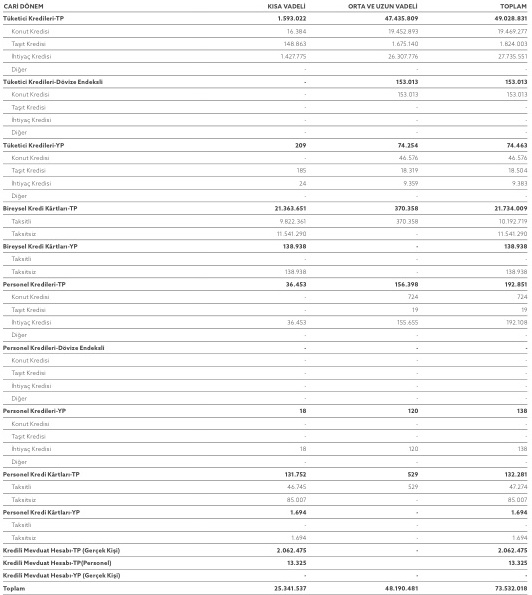 CARİ DÖNEM KISA VADELİ ORTA VE UZUN VADELİ TOPLAM
Tüketici Kredileri-TP 1.593.022 47.435.809 49.028.831
Konut Kredisi 16.384 19.452.893 19.469.277
Taşıt Kredisi 148.863 1.675.140 1.824.003
İhtiyaç Kredisi 1.427.775 26.307.776 27.735.551
Diğer - - -
Tüketici Kredileri-Dövize Endeksli - 153.013 153.013
Konut Kredisi - 153.013 153.013
Taşıt Kredisi - - -
İhtiyaç Kredisi - - -
Diğer - - -
Tüketici Kredileri-YP 209 74.254 74.463
Konut Kredisi - 46.576 46.576
Taşıt Kredisi 185 18.319 18.504
İhtiyaç Kredisi 24 9.359 9.383
Diğer - - -
Bireysel Kredi Kârtları-TP 21.363.651 370.358 21.734.009
Taksitli 9.822.361 370.358 10.192.719
Taksitsiz 11.541.290 - 11.541.290
Bireysel Kredi Kârtları-YP 138.938 - 138.938
Taksitli - - -
Taksitsiz 138.938 - 138.938
Personel Kredileri-TP 36.453 156.398 192.851
Konut Kredisi - 724 724
Taşıt Kredisi - 19 19
İhtiyaç Kredisi 36.453 155.655 192.108
Diğer - - -
Personel Kredileri-Dövize Endeksli - - -
Konut Kredisi - - -
Taşıt Kredisi - - -
İhtiyaç Kredisi - - -
Diğer - - -
Personel Kredileri-YP 18 120 138
Konut Kredisi - - -
Taşıt Kredisi - - -
İhtiyaç Kredisi 18 120 138
Diğer - - -
Personel Kredi Kârtları-TP 131.752 529 132.281
Taksitli 46.745 529 47.274
Taksitsiz 85.007 - 85.007
Personel Kredi Kârtları-YP 1.694 - 1.694
Taksitli - - -
Taksitsiz 1.694 - 1.694
Kredili Mevduat Hesabı-TP (Gerçek Kişi) 2.062.475 - 2.062.475
Kredili Mevduat Hesabı-TP(Personel) 13.325 13.325
Kredili Mevduat Hesabı-YP (Gerçek Kişi) - - -
Toplam 25.341.537 48.190.481 73.532.018